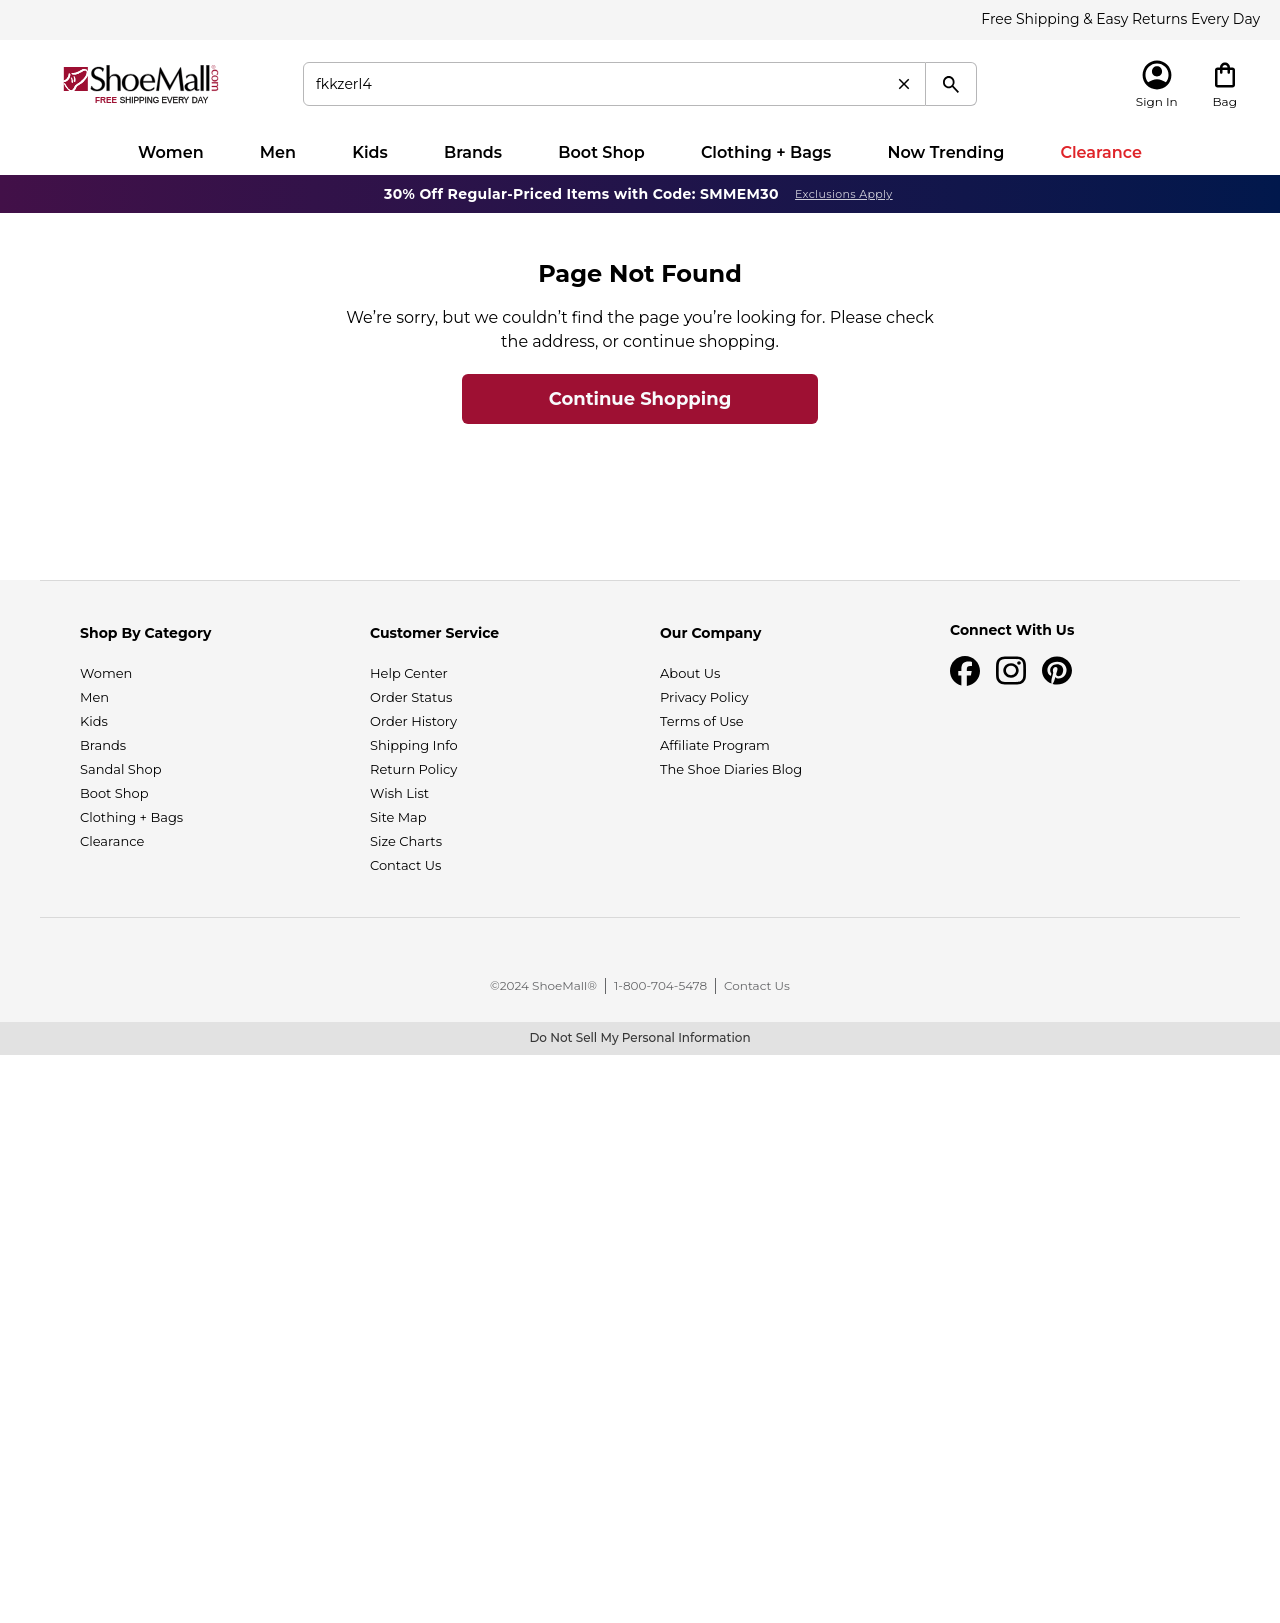 Free Shipping & Easy Returns Every Day
ShoeMall.com
FREE SHIPPING EVERY DAY
fkkzerl4
Sign In
Bag
Women Men Kids Brands Boot Shop Clothing + Bags Now Trending Clearance
30% Off Regular-Priced Items with Code: SMMEM30 Exclusions Apply
Page Not Found
We’re sorry, but we couldn’t find the page you’re looking for. Please check
the address, or continue shopping.
Continue Shopping
Shop By Category
Women
Men
Kids
Brands
Sandal Shop
Boot Shop
Clothing + Bags
Clearance
Customer Service
Help Center
Order Status
Order History
Shipping Info
Return Policy
Wish List
Site Map
Size Charts
Contact Us
Our Company
About Us
Privacy Policy
Terms of Use
Affiliate Program
The Shoe Diaries Blog
Connect With Us
©2024 ShoeMall® 1-800-704-5478 Contact Us
Do Not Sell My Personal Information